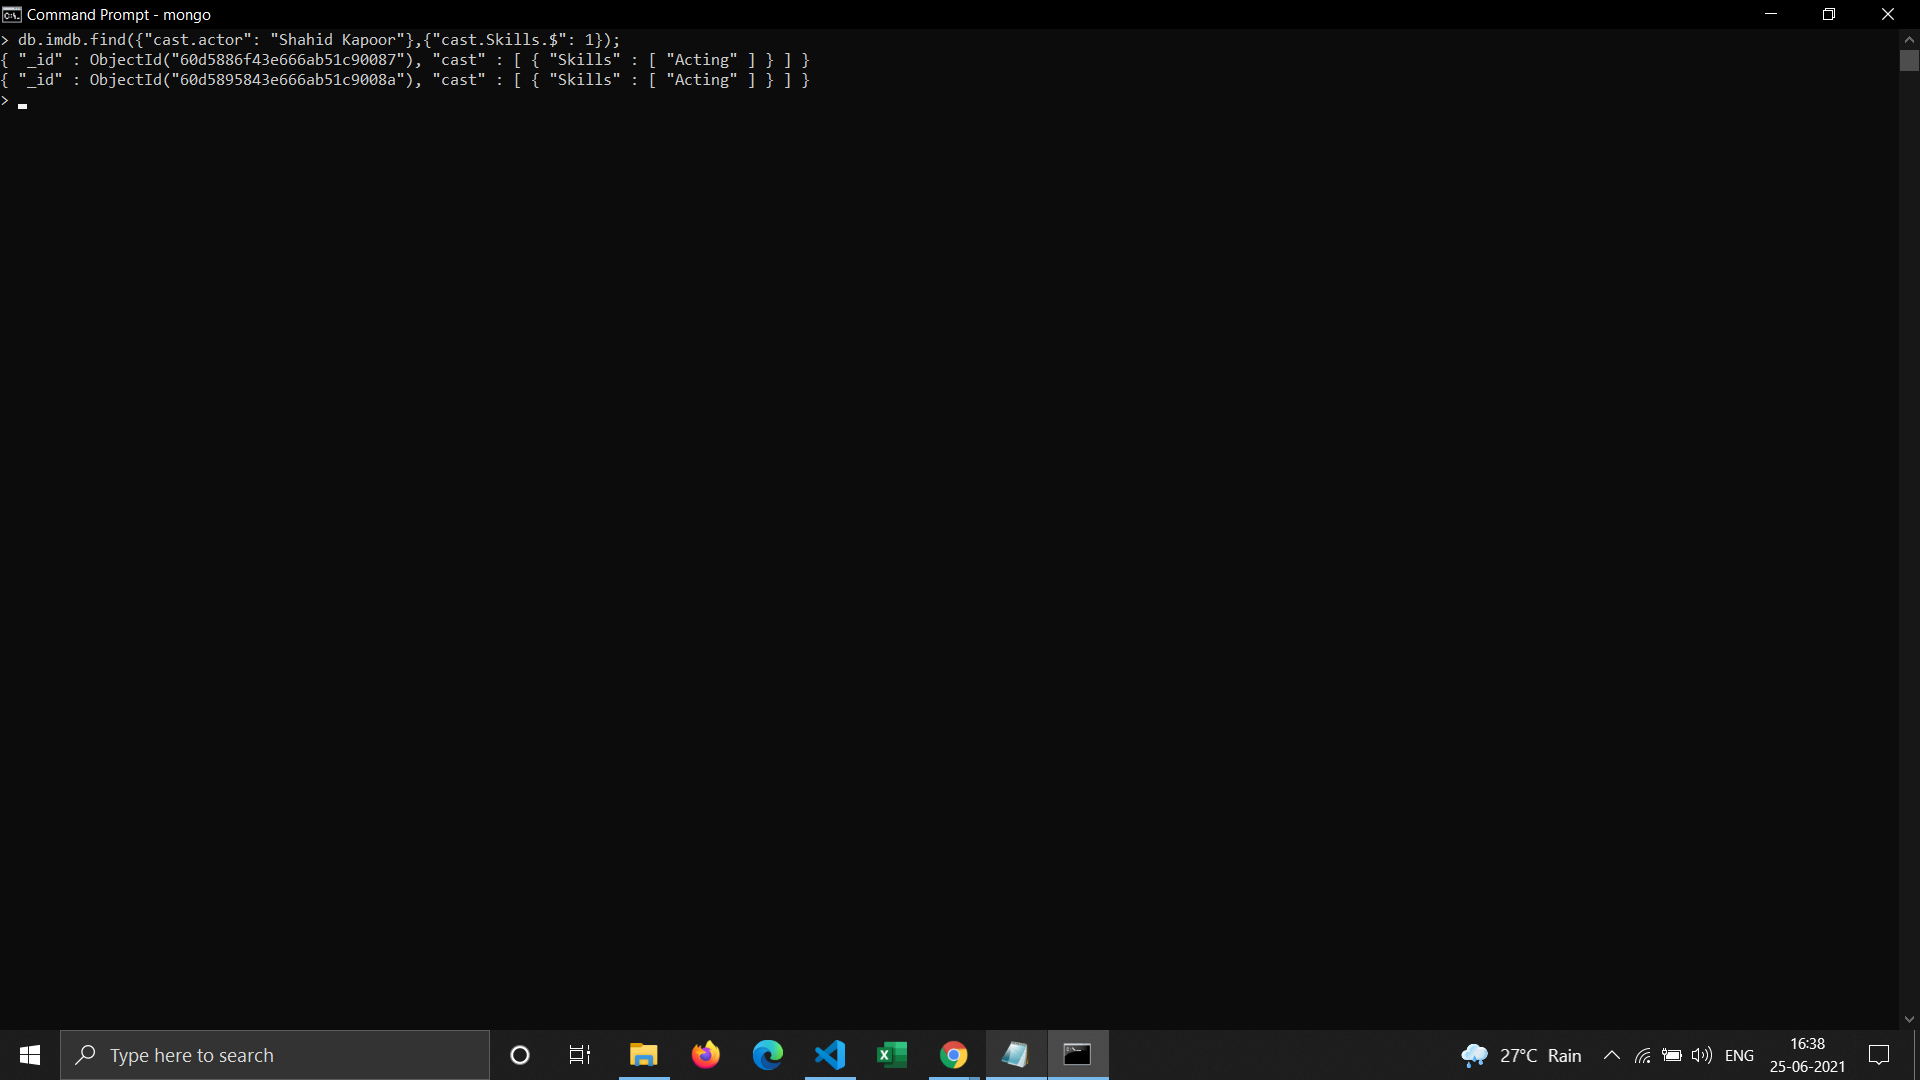 Command Prompt - mongo
> db.imdb.find({"cast.actor": "Shahid Kapoor"},{"cast.Skills.$": 1});
{ "_id" : ObjectId("60d5886f43e666ab51c90087"), "cast" : [ { "Skills" : [ "Acting" ] } ] }
{ "_id" : ObjectId("60d5895843e666ab51c9008a"), "cast" : [ { "Skills" : [ "Acting" ] } ] }
>
Type here to search
27°C Rain
ENG
16:38
25-06-2021